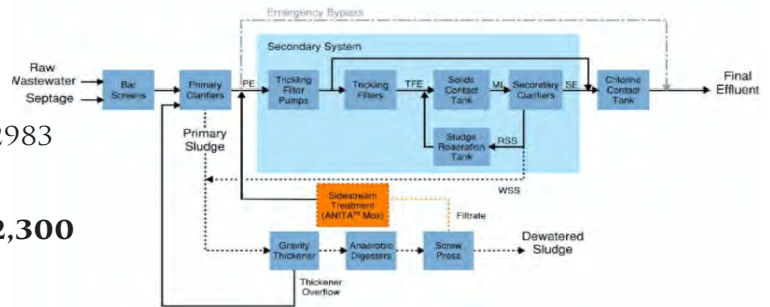 Emergency Bypass
Secondary System
Raw
Wastewater
Septage
Bar
Screens
Primary
Clarifiers
PE
Trickling
Filter
Pumps
Trickling
Filters
TFE
Solids
Contact
Tank
ML
Secondary
Clarifiers
SE
Chlorine
Contact
Tank
Final
Effluent
2983
Primary
Sludge
Sludge
Reaeration
Tank
RSS
WSS
2,300
Sidestream
Treatment
(ANITA™ Mox)
Filtrate
Gravity
Thickener
Anaerobic
Digesters
Screw
Press
Dewatered
Sludge
Thickener
Overflow